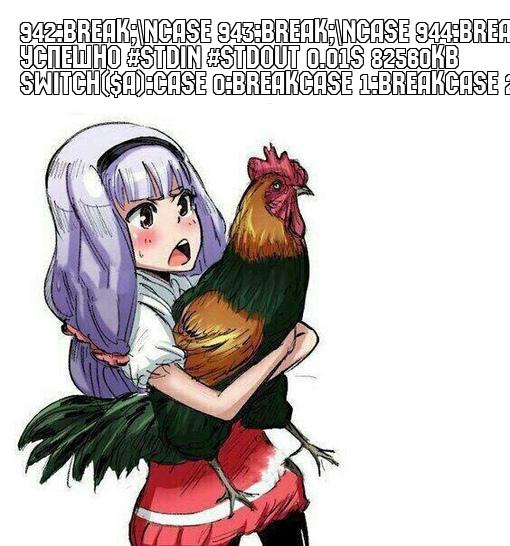 942:BREAK;\NCASE 943:BREAK;\NCASE 944:BREA
УСПЕШНО #STDIN #STDOUT 0.01S 82560KB
SWITCH($A):CASE 0:BREAKCASE 1:BREAKCASE 2